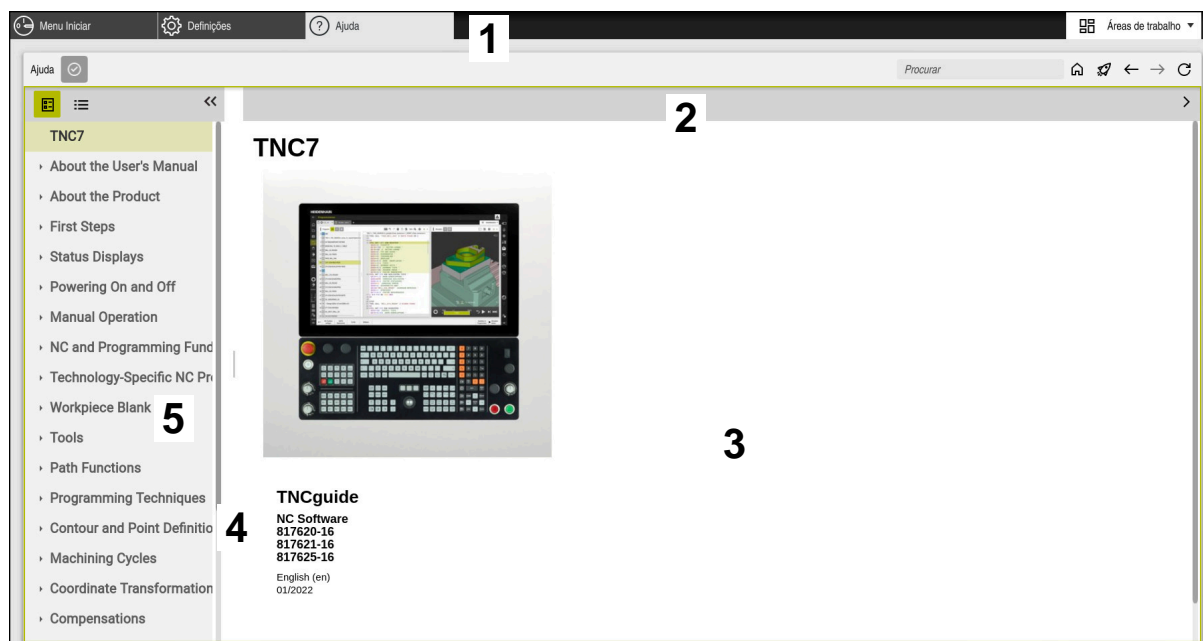 Menu Iniciar
Definições
Ajuda
1
Áreas de trabalho
Ajuda
Procurar
2
TNC7
About the User's Manual
About the Product
First Steps
Status Displays
Powering On and Off
Manual Operation
NC and Programming Fund
Technology-Specific NC Pr
Workpiece Blank
5
Tools
Path Functions
Programming Techniques
Contour and Point Definitio
4
Machining Cycles
Coordinate Transformation
Compensations
TNC7
HEIDENHAIN
3
TNCguide
NC Software
817620-16
817621-16
817625-16
English (en)
01/2022